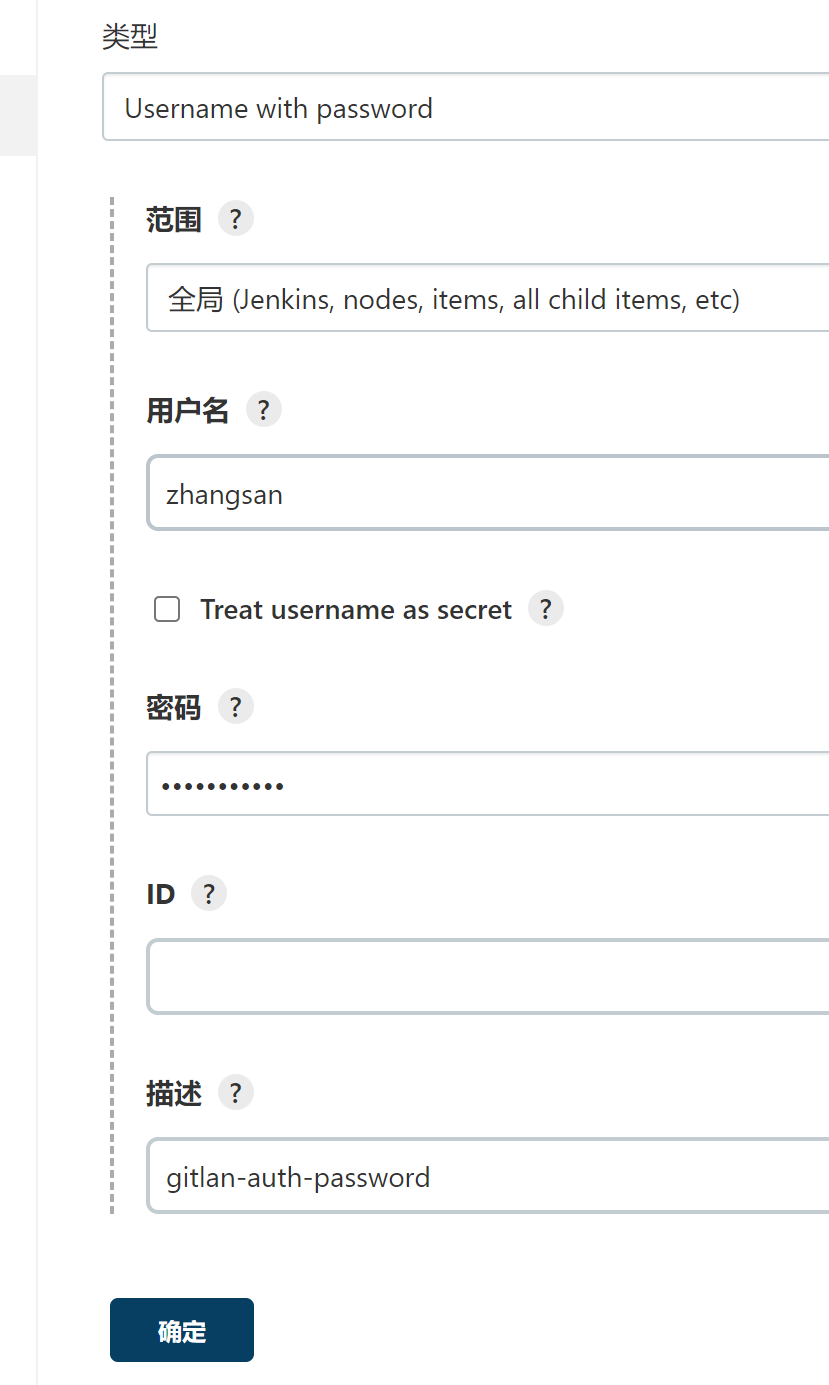 类型
Username with password
范围 ?
全局 (Jenkins, nodes, items, all child items, etc)
用户名 ?
zhangsan
Treat username as secret ?
密码 ?
•••••••••••
ID ?
描述 ?
gitlan-auth-password
确定